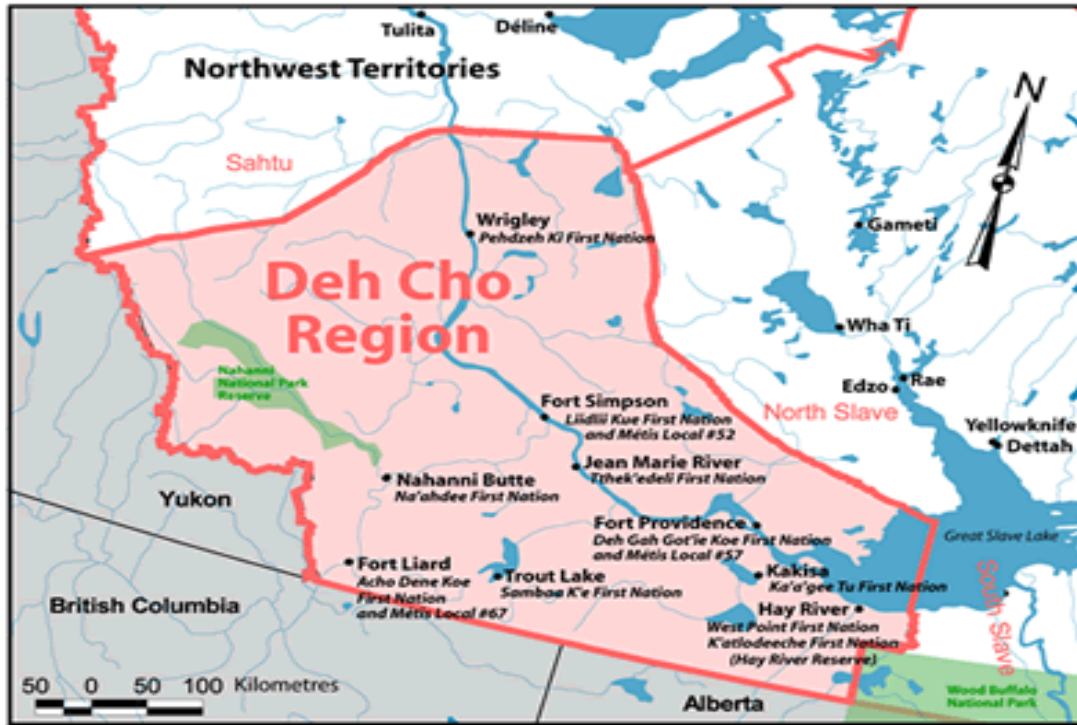 Tulita
Déline
Northwest Territories
N
Sahtu
Gameti
Wrigley
Pehdzeh Ki First Nation
Deh Cho
Region
Wha Ti
Nahanni
National Park
Reserve
Rae
Edzo
Fort Simpson
Liidlii Kue First Nation
and Métis Local #52
North Slave
Yellowknife
Dettah
Jean Marie River
Tthek'edeli First Nation
Nahanni Butte
Na'ahdee First Nation
Yukon
Fort Providence
Deh Gah Got'ie Koe First Nation
and Métis Local #57
Great Slave Lake
Fort Liard
Acho Dene Koe
First Nation
and Métis Local #67
Trout Lake
Sambaa K'e First Nation
Kakisa
Ka'a'gee Tu First Nation
South Slave
British Columbia
Hay River
West Point First Nation
K'atlodeeche First Nation
(Hay River Reserve)
50 0 50 100 Kilometres
Alberta
Wood Buffalo
National Park